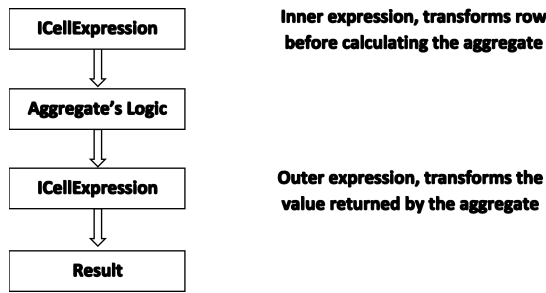 ICellExpression
Inner expression, transforms row
before calculating the aggregate
Aggregate's Logic
ICellExpression
Outer expression, transforms the
value returned by the aggregate
Result